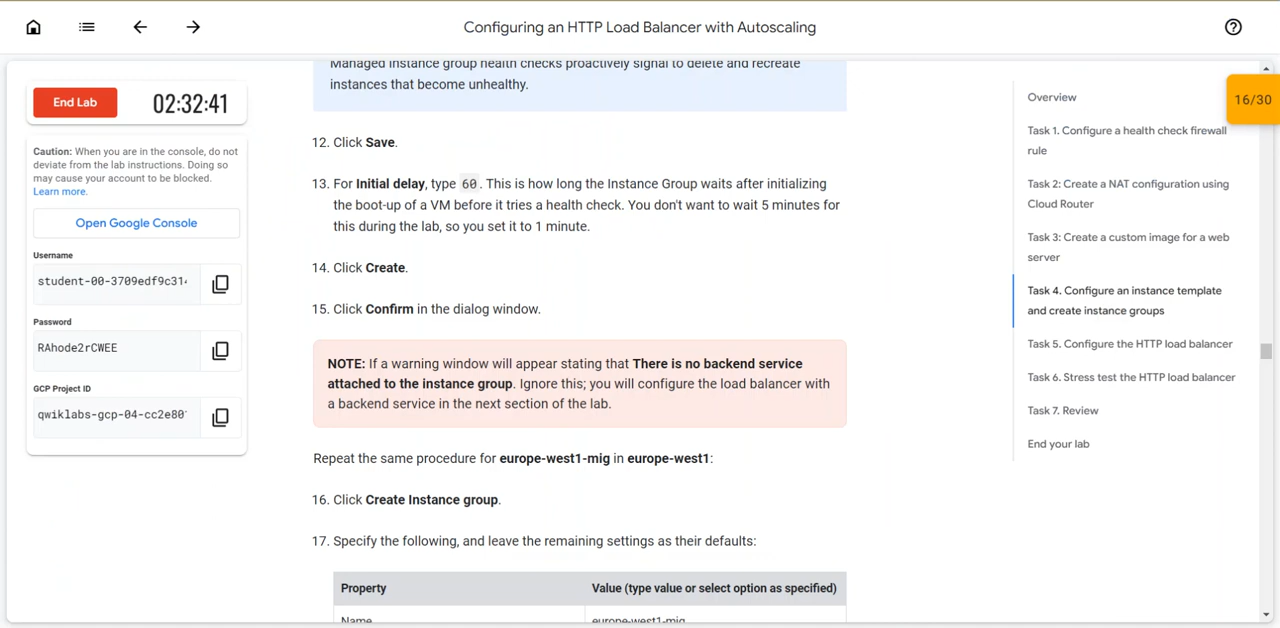 Configuring an HTTP Load Balancer with Autoscaling
End Lab
02:32:41
Caution: When you are in the console, do not
deviate from the lab instructions. Doing so
may cause your account to be blocked.
Learn more.
Open Google Console
Username
student-00-3709edf9c314
Password
RAhode2rCWEE
GCP Project ID
qwiklabs-gcp-04-cc2e80
Managed instance group health checks proactively signal to delete and recreate
instances that become unhealthy.
12. Click Save.
13. For Initial delay, type 60. This is how long the Instance Group waits after initializing
the boot-up of a VM before it tries a health check. You don't want to wait 5 minutes for
this during the lab, so you set it to 1 minute.
14. Click Create.
15. Click Confirm in the dialog window.
NOTE: If a warning window will appear stating that There is no backend service
attached to the instance group. Ignore this; you will configure the load balancer with
a backend service in the next section of the lab.
Repeat the same procedure for europe-west1-mig in europe-west1:
16. Click Create Instance group.
17. Specify the following, and leave the remaining settings as their defaults:
Property
Value (type value or select option as specified)
Name
europe-west1-mig
Overview
Task 1. Configure a health check firewall
rule
Task 2: Create a NAT configuration using
Cloud Router
Task 3: Create a custom image for a web
server
Task 4. Configure an instance template
and create instance groups
Task 5. Configure the HTTP load balancer
Task 6. Stress test the HTTP load balancer
Task 7. Review
End your lab
16/30